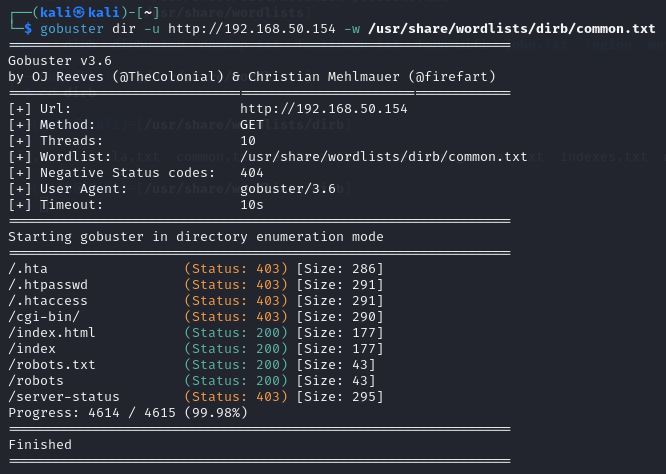 ┌──(kali㉿kali)-[~]
└─$ gobuster dir -u http://192.168.50.154 -w /usr/share/wordlists/dirb/common.txt
===============================================================
Gobuster v3.6
by OJ Reeves (@TheColonial) & Christian Mehlmauer (@firefart)
===============================================================
[+] Url:                     http://192.168.50.154
[+] Method:                  GET
[+] Threads:                 10
[+] Wordlist:                /usr/share/wordlists/dirb/common.txt
[+] Negative Status codes:   404
[+] User Agent:              gobuster/3.6
[+] Timeout:                 10s
===============================================================
Starting gobuster in directory enumeration mode
===============================================================
/.hta                 (Status: 403) [Size: 286]
/.htpasswd            (Status: 403) [Size: 291]
/.htaccess            (Status: 403) [Size: 291]
/cgi-bin/             (Status: 403) [Size: 290]
/index.html           (Status: 200) [Size: 177]
/index                (Status: 200) [Size: 177]
/robots.txt           (Status: 200) [Size: 43]
/robots               (Status: 200) [Size: 43]
/server-status        (Status: 403) [Size: 295]
Progress: 4614 / 4615 (99.98%)
===============================================================
Finished
===============================================================